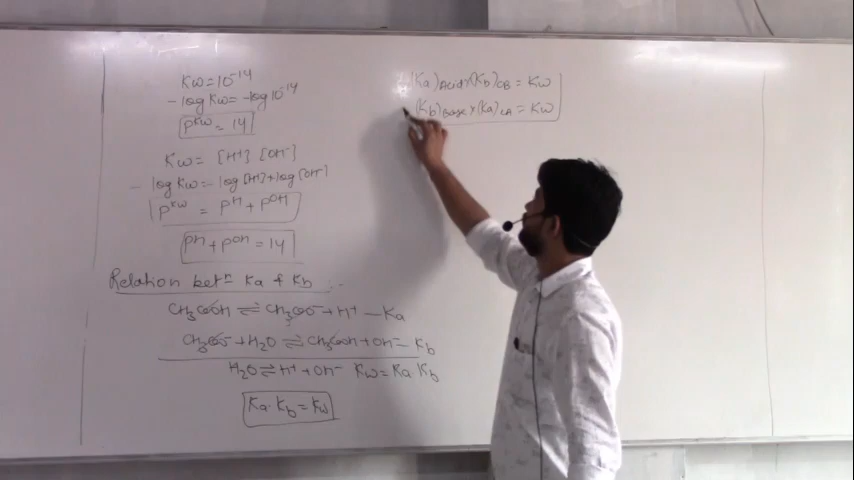 Kw = 10⁻¹⁴
- log Kw = - log 10⁻¹⁴
pᴷʷ = 14
Kw = [H⁺] [OH⁻]
- log Kw = - log [H⁺] + log [OH⁻]
pᴷʷ = pᴴ + pᴼᴴ
pᴴ + pᴼᴴ = 14
Relation betⁿ Ka & Kb
CH₃COOH ⇌ CH₃COO⁻ + H⁺ — Ka
CH₃COO⁻ + H₂O ⇌ CH₃COOH + OH⁻ — Kb
H₂O ⇌ H⁺ + OH⁻ Kw = Ka · Kb
Ka · Kb = Kw
(Ka)Acid × (Kb)CB = Kw
(Kb)Base × (Ka)CA = Kw